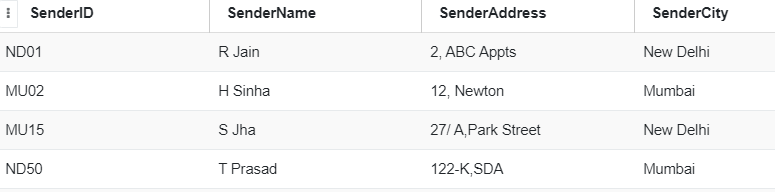 SenderID SenderName SenderAddress SenderCity
ND01 R Jain 2, ABC Appts New Delhi
MU02 H Sinha 12, Newton Mumbai
MU15 S Jha 27/ A,Park Street New Delhi
ND50 T Prasad 122-K,SDA Mumbai